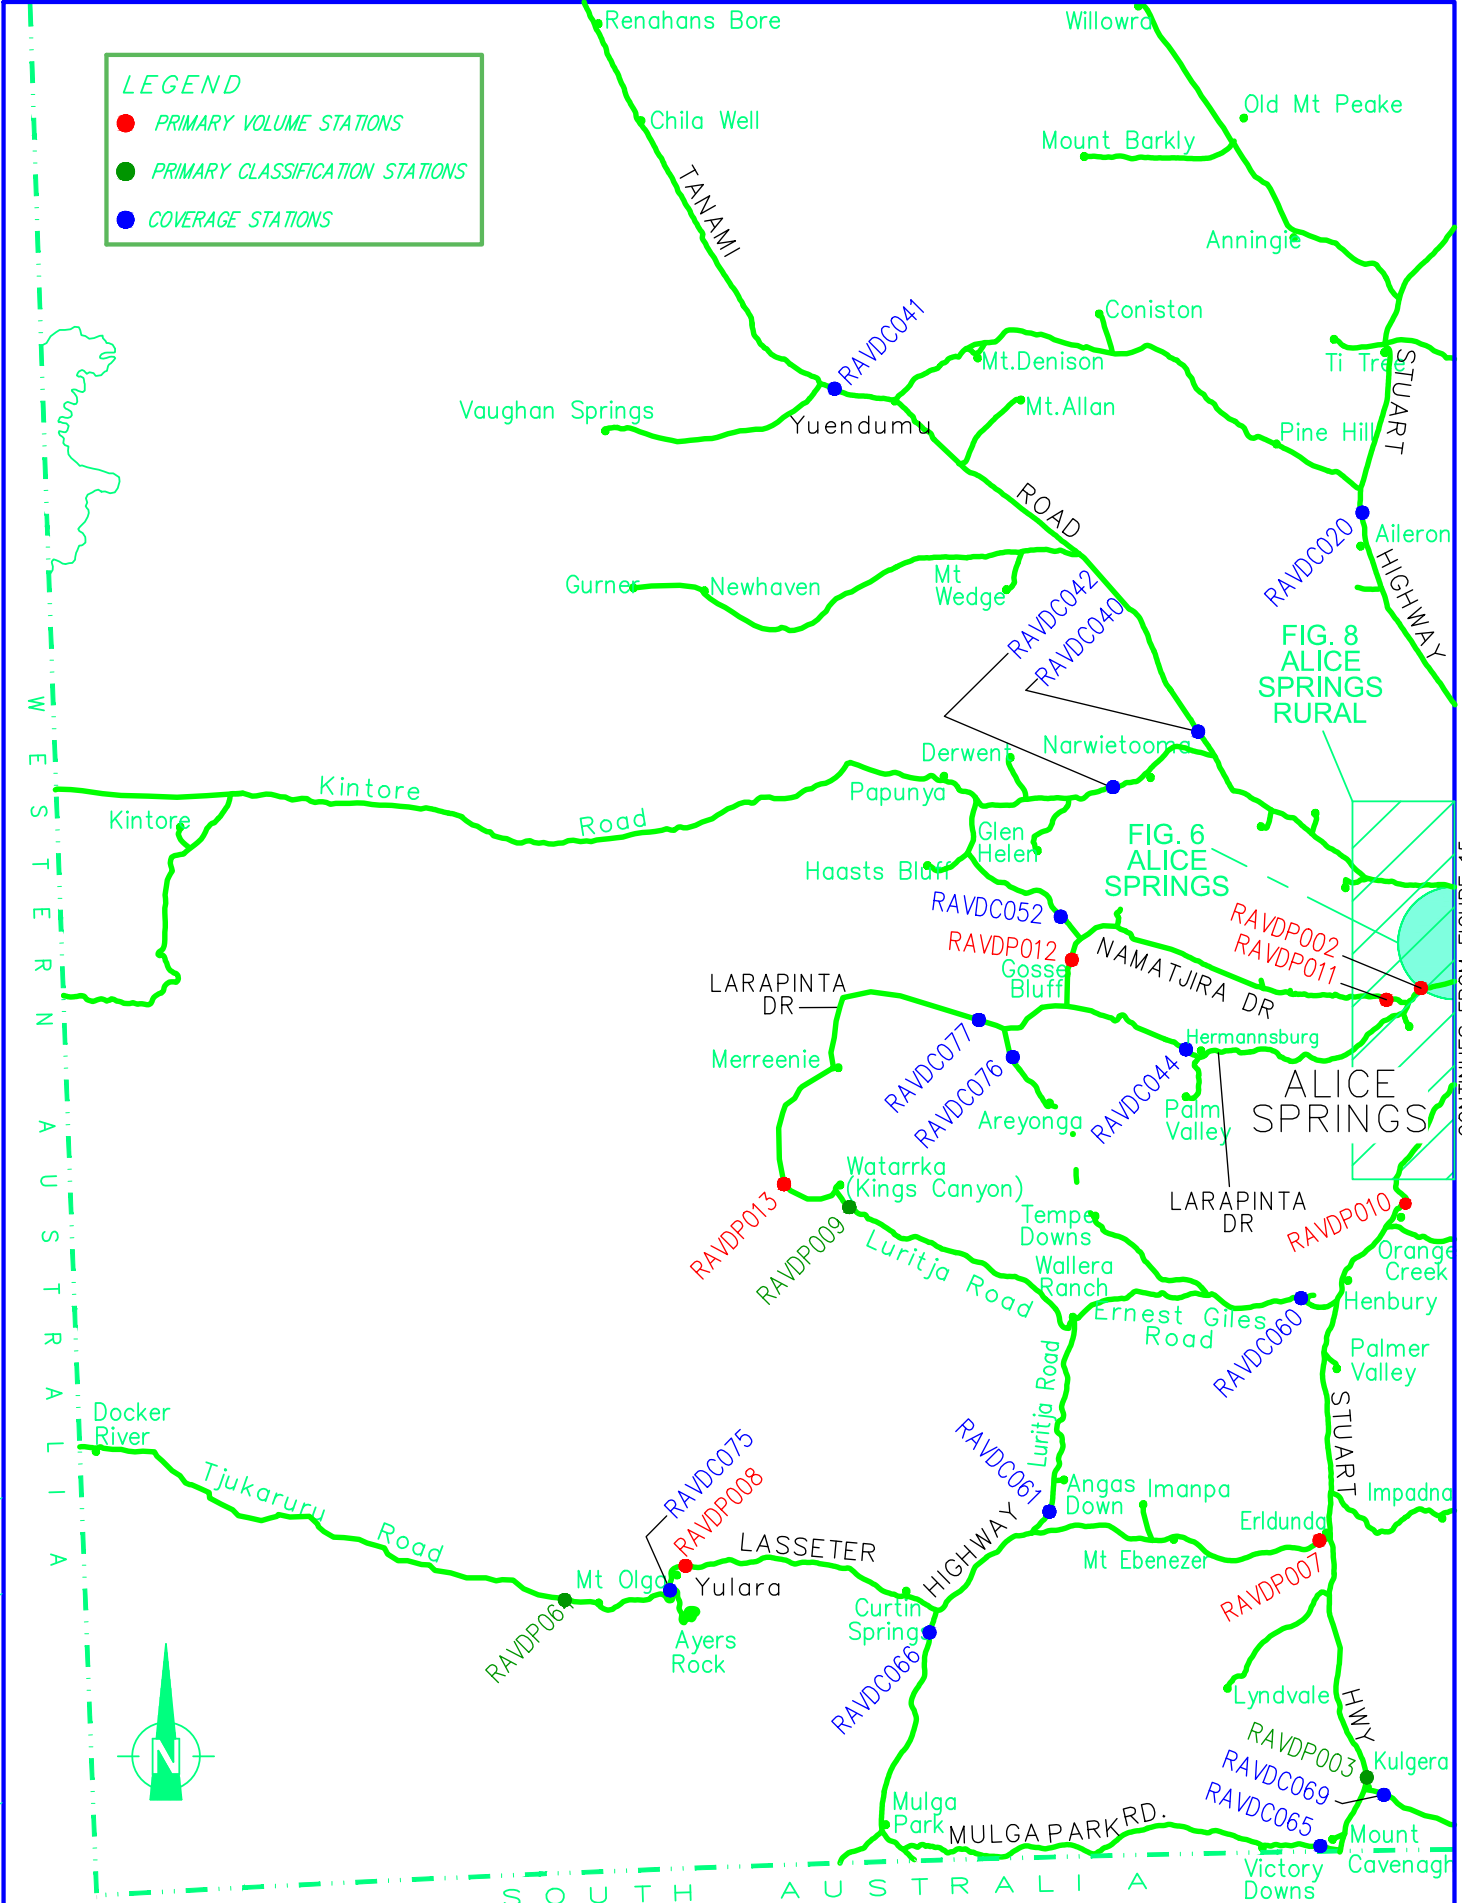 Renahans Bore
Willowra
LEGEND
PRIMARY VOLUME STATIONS
PRIMARY CLASSIFICATION STATIONS
COVERAGE STATIONS
Old Mt Peake
Chila Well
Mount Barkly
TANAMI
Anningie
RAVDC041
Coniston
Mt.Denison
Ti Tree
STUART
Vaughan Springs
Mt.Allan
Yuendumu
Pine Hill
ROAD
RAVDC020
Aileron
HIGHWAY
Gurner
Newhaven
Mt
Wedge
RAVDC042
RAVDC040
FIG. 8
ALICE
SPRINGS
RURAL
WESTERN AUSTRALIA
Derwent
Narwietooma
Kintore
Road
Papunya
Kintore
Glen
Helen
FIG. 6
ALICE
SPRINGS
Haasts Bluff
RAVDC052
RAVDP012
RAVDP002
RAVDP011
Gosse
Bluff
NAMATJIRA DR
LARAPINTA
DR
RAVDC077
RAVDC076
RAVDC044
Hermannsburg
Merreenie
Areyonga
Palm
Valley
ALICE
SPRINGS
Watarrka
(Kings Canyon)
RAVDP013
RAVDP009
LARAPINTA
DR
RAVDP010
Tempe
Downs
Luritja Road
Wallera
Ranch
Orange
Creek
Ernest Giles
Road
Henbury
RAVDC060
Luritja Road
Palmer
Valley
STUART
Docker
River
Tjukaruru
Road
RAVDC075
RAVDP008
RAVDC061
Angas
Down
Imanpa
Impadna
Erldunda
LASSETER
HIGHWAY
Mt Ebenezer
RAVDP007
Mt Olga
Yulara
Curtin
Springs
Ayers
Rock
RAVDC066
Lyndvale
HWY
N
RAVDP003
RAVDC069
RAVDC065
Kulgera
Mulga
Park
MULGA PARK RD.
Mount
Cavenagh
Victory
Downs
SOUTH AUSTRALIA